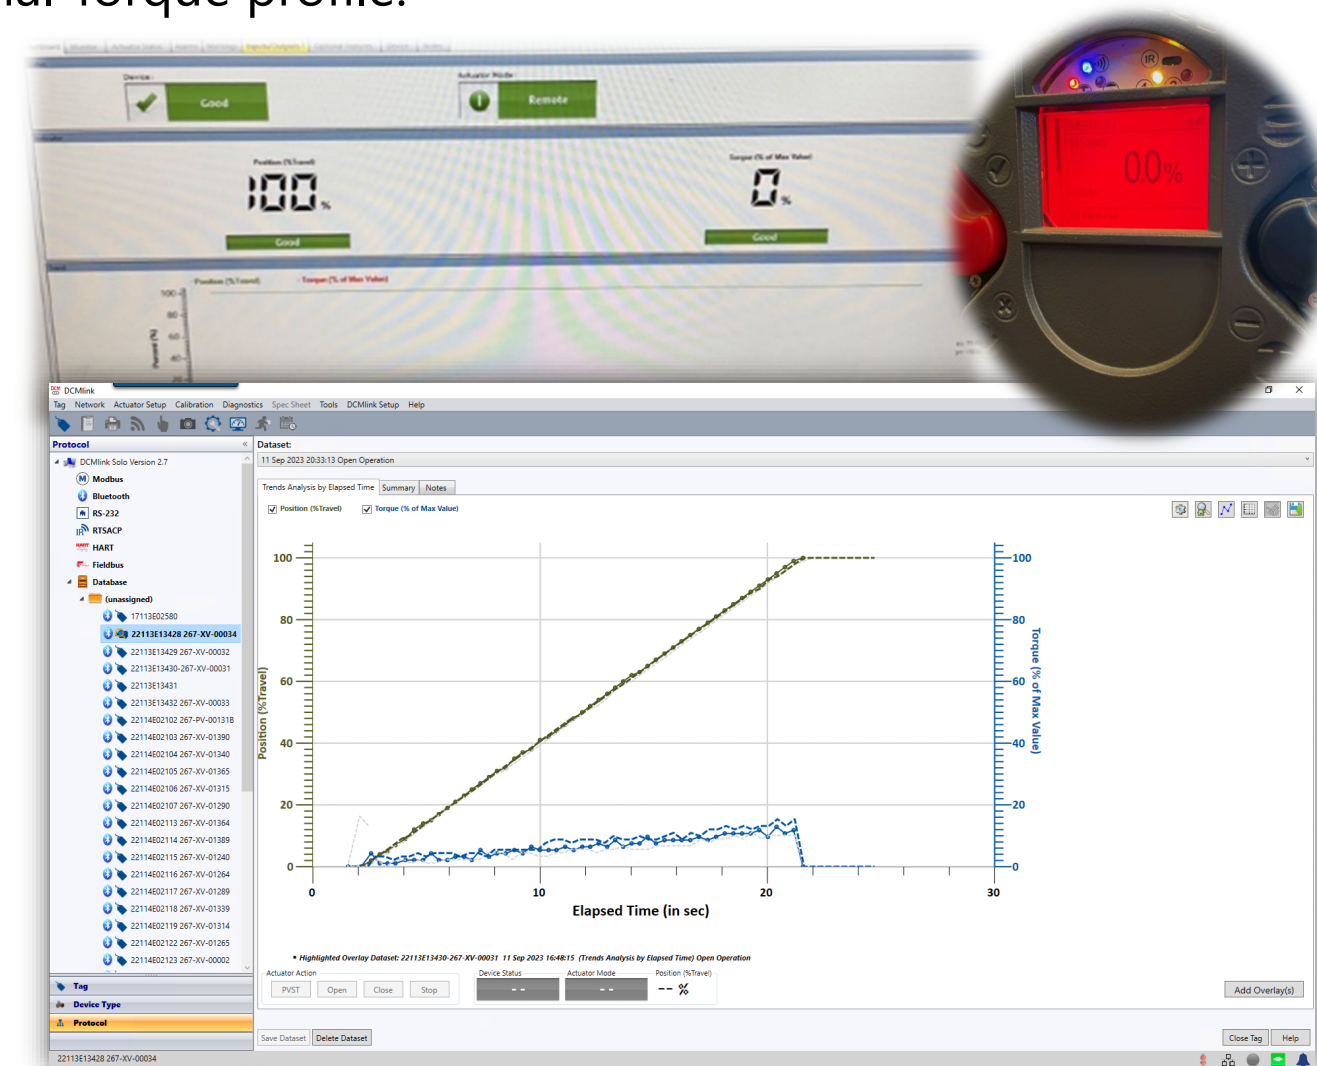 nal Torque profile.
Device:
Good
Actuator Mode:
Remote
Position (%Travel)
100 %
Good
Torque (% of Max Value)
0 %
Good
Position (%Travel)
Torque (% of Max Value)
100
80
60
40
20
Percent (%)
IR
0.0%
DCMlink
Tag Network Actuator Setup Calibration Diagnostics Spec Sheet Tools DCMlink Setup Help
Protocol
DCMlink Solo Version 2.7
Modbus
Bluetooth
RS-232
RTSACP
HART
Fieldbus
Database
(unassigned)
17113E02580
22113E13428 267-XV-00034
22113E13429 267-XV-00032
22113E13430-267-XV-00031
22113E13431
22113E13432 267-XV-00033
22114E02102 267-PV-00131B
22114E02103 267-XV-01390
22114E02104 267-XV-01340
22114E02105 267-XV-01365
22114E02106 267-XV-01315
22114E02107 267-XV-01290
22114E02113 267-XV-01364
22114E02114 267-XV-01389
22114E02115 267-XV-01240
22114E02116 267-XV-01264
22114E02117 267-XV-01289
22114E02118 267-XV-01339
22114E02119 267-XV-01314
22114E02122 267-XV-01265
22114E02123 267-XV-00002
Tag
Device Type
Protocol
Dataset:
11 Sep 2023 20:33:13 Open Operation
Trends Analysis by Elapsed Time Summary Notes
Position (%Travel) Torque (% of Max Value)
100
80
60
40
20
0
Position (%Travel)
100
80
60
40
20
0
Torque (% of Max Value)
0 10 20 30
Elapsed Time (in sec)
Highlighted Overlay Dataset: 22113E13430-267-XV-00031 11 Sep 2023 16:48:15 (Trends Analysis by Elapsed Time) Open Operation
Actuator Action Device Status Actuator Mode Position (%Travel)
PVST Open Close Stop -- -- -- %
Add Overlay(s)
Save Dataset Delete Dataset Close Tag Help
22113E13428 267-XV-00034